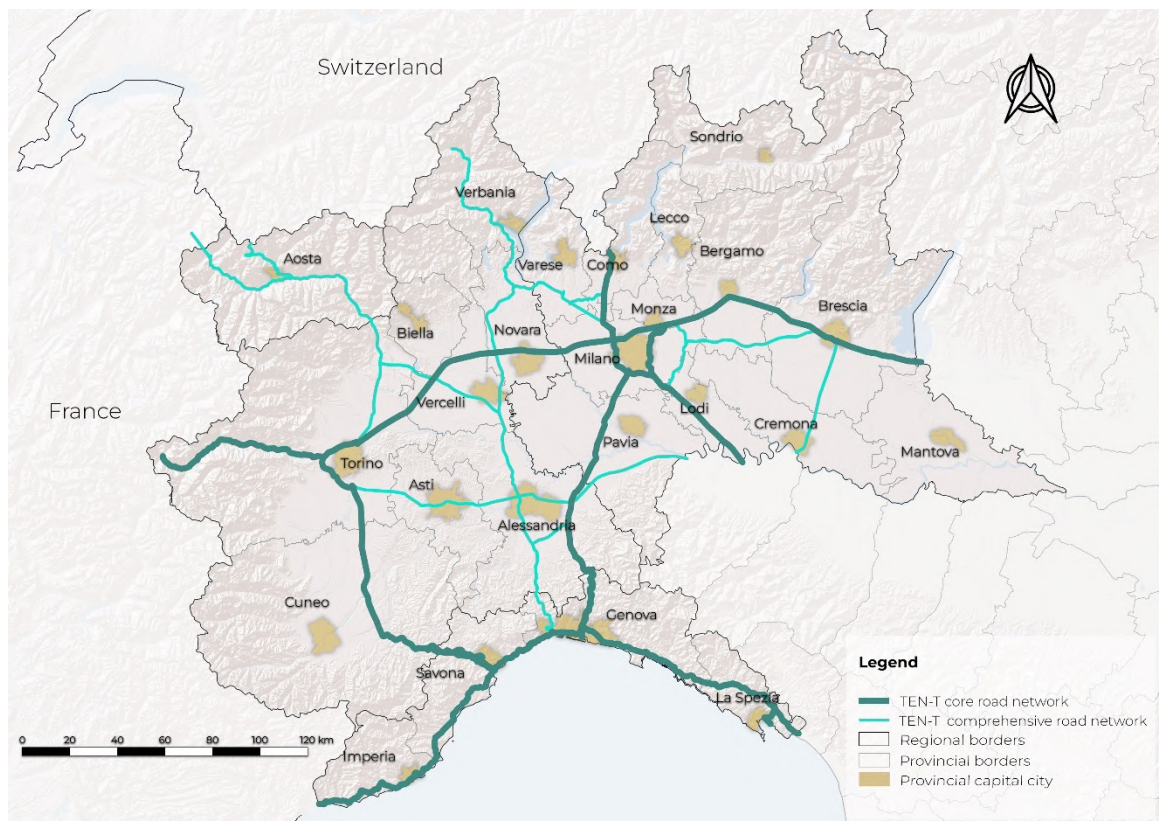 Switzerland
Sondrio
Verbania
Lecco
Aosta
Varese
Como
Bergamo
Biella
Novara
Monza
Brescia
Milano
France
Vercelli
Lodi
Pavia
Cremona
Mantova
Torino
Asti
Alessandria
Cuneo
Genova
Savona
La Spezia
Imperia
0 20 40 60 80 100 120 km
Legend
TEN-T core road network
TEN-T comprehensive road network
Regional borders
Provincial borders
Provincial capital city